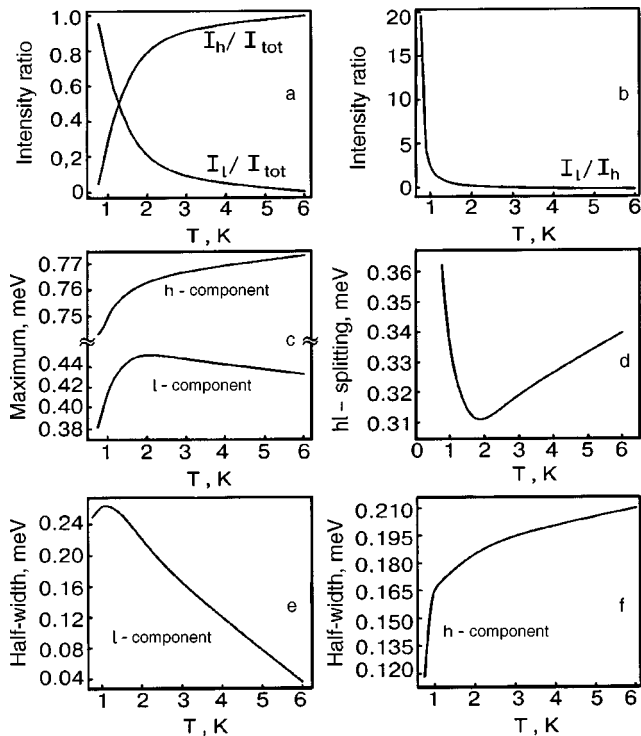 Intensity ratio
1.0
0.8
0.6
0.4
0.2
0
I_h / I_tot
a
I_l / I_tot
1 2 3 4 5 6
T , K
Intensity ratio
20
15
10
5
0
b
I_l / I_h
1 2 3 4 5 6
T , K
Maximum, meV
0.77
0.76
0.75
0.44
0.42
0.40
0.38
h - component
c
l - component
1 2 3 4 5 6
T , K
hl - splitting, meV
0.36
0.35
0.34
0.33
0.32
0.31
d
0 1 2 3 4 5 6
T , K
Half-width, meV
0.24
0.20
0.16
0.12
0.08
0.04
e
l - component
1 2 3 4 5 6
T , K
Half-width, meV
0.210
0.195
0.180
0.165
0.150
0.135
0.120
f
h - component
1 2 3 4 5 6
T , K